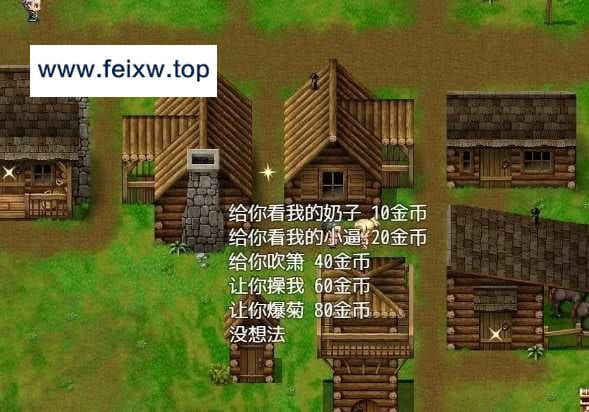 www.feixw.top
给你看我的奶子 10金币
给你看我的小逼 20金币
给你吹箫 40金币
让你操我 60金币
让你爆菊 80金币
没想法